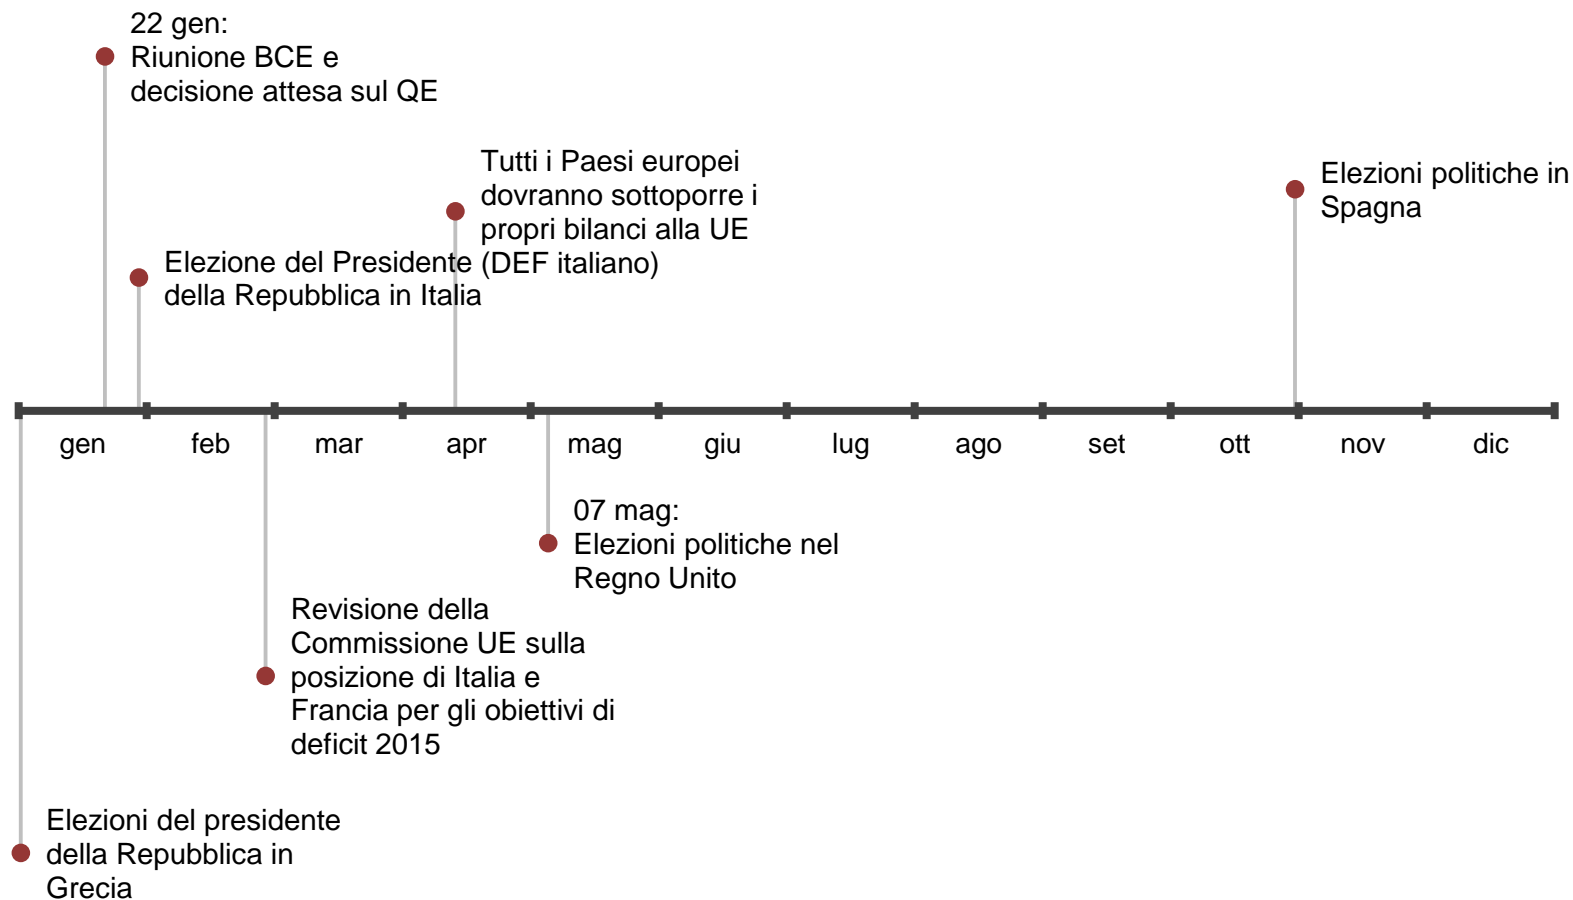 22 gen:
Riunione BCE e
decisione attesa sul QE
Tutti i Paesi europei
dovranno sottoporre i
propri bilanci alla UE
(DEF italiano)
Elezioni politiche in
Spagna
Elezione del Presidente
della Repubblica in Italia
gen feb mar apr mag giu lug ago set ott nov dic
07 mag:
Elezioni politiche nel
Regno Unito
Revisione della
Commissione UE sulla
posizione di Italia e
Francia per gli obiettivi di
deficit 2015
Elezioni del presidente
della Repubblica in
Grecia